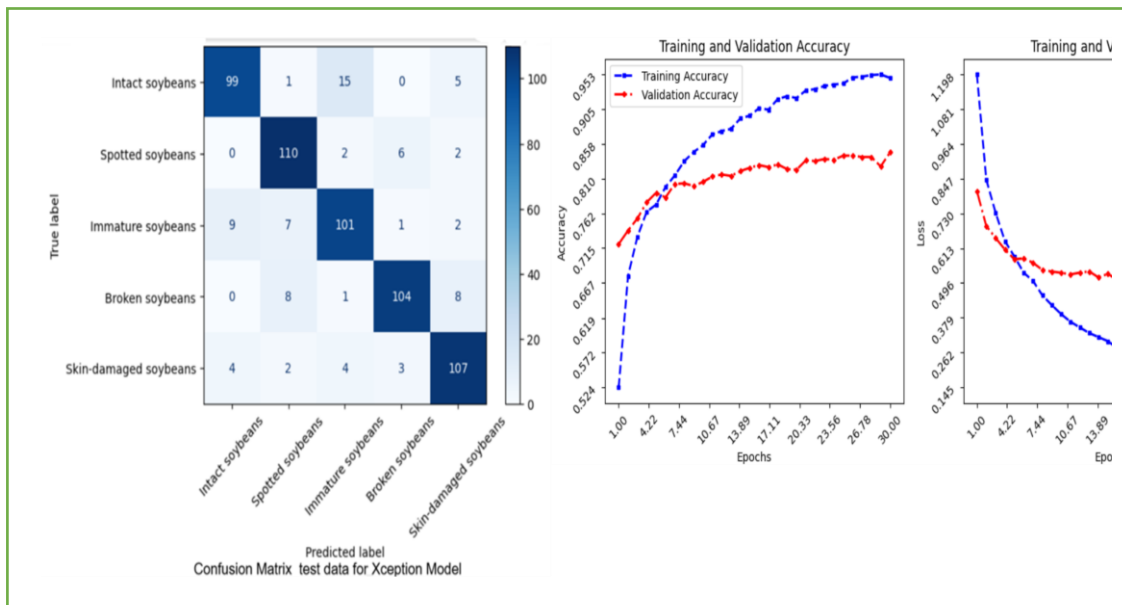 Training and Validation Accuracy
Training and V
Intact soybeans
99 1 15 0 5
Spotted soybeans
0 110 2 6 2
Immature soybeans
9 7 101 1 2
Broken soybeans
0 8 1 104 8
Skin-damaged soybeans
4 2 4 3 107
True label
100
80
60
40
20
0
Intact soybeans
Spotted soybeans
Immature soybeans
Broken soybeans
Skin-damaged soybeans
Predicted label
Confusion Matrix test data for Xception Model
Training Accuracy
Validation Accuracy
Accuracy
0.953
0.905
0.858
0.810
0.762
0.715
0.667
0.619
0.572
0.524
1.00 4.22 7.44 10.67 13.89 17.11 20.33 23.56 26.78 30.00
Epochs
Loss
1.198
1.081
0.964
0.847
0.730
0.613
0.496
0.379
0.262
0.145
1.00 4.22 7.44 10.67 13.89
Epo